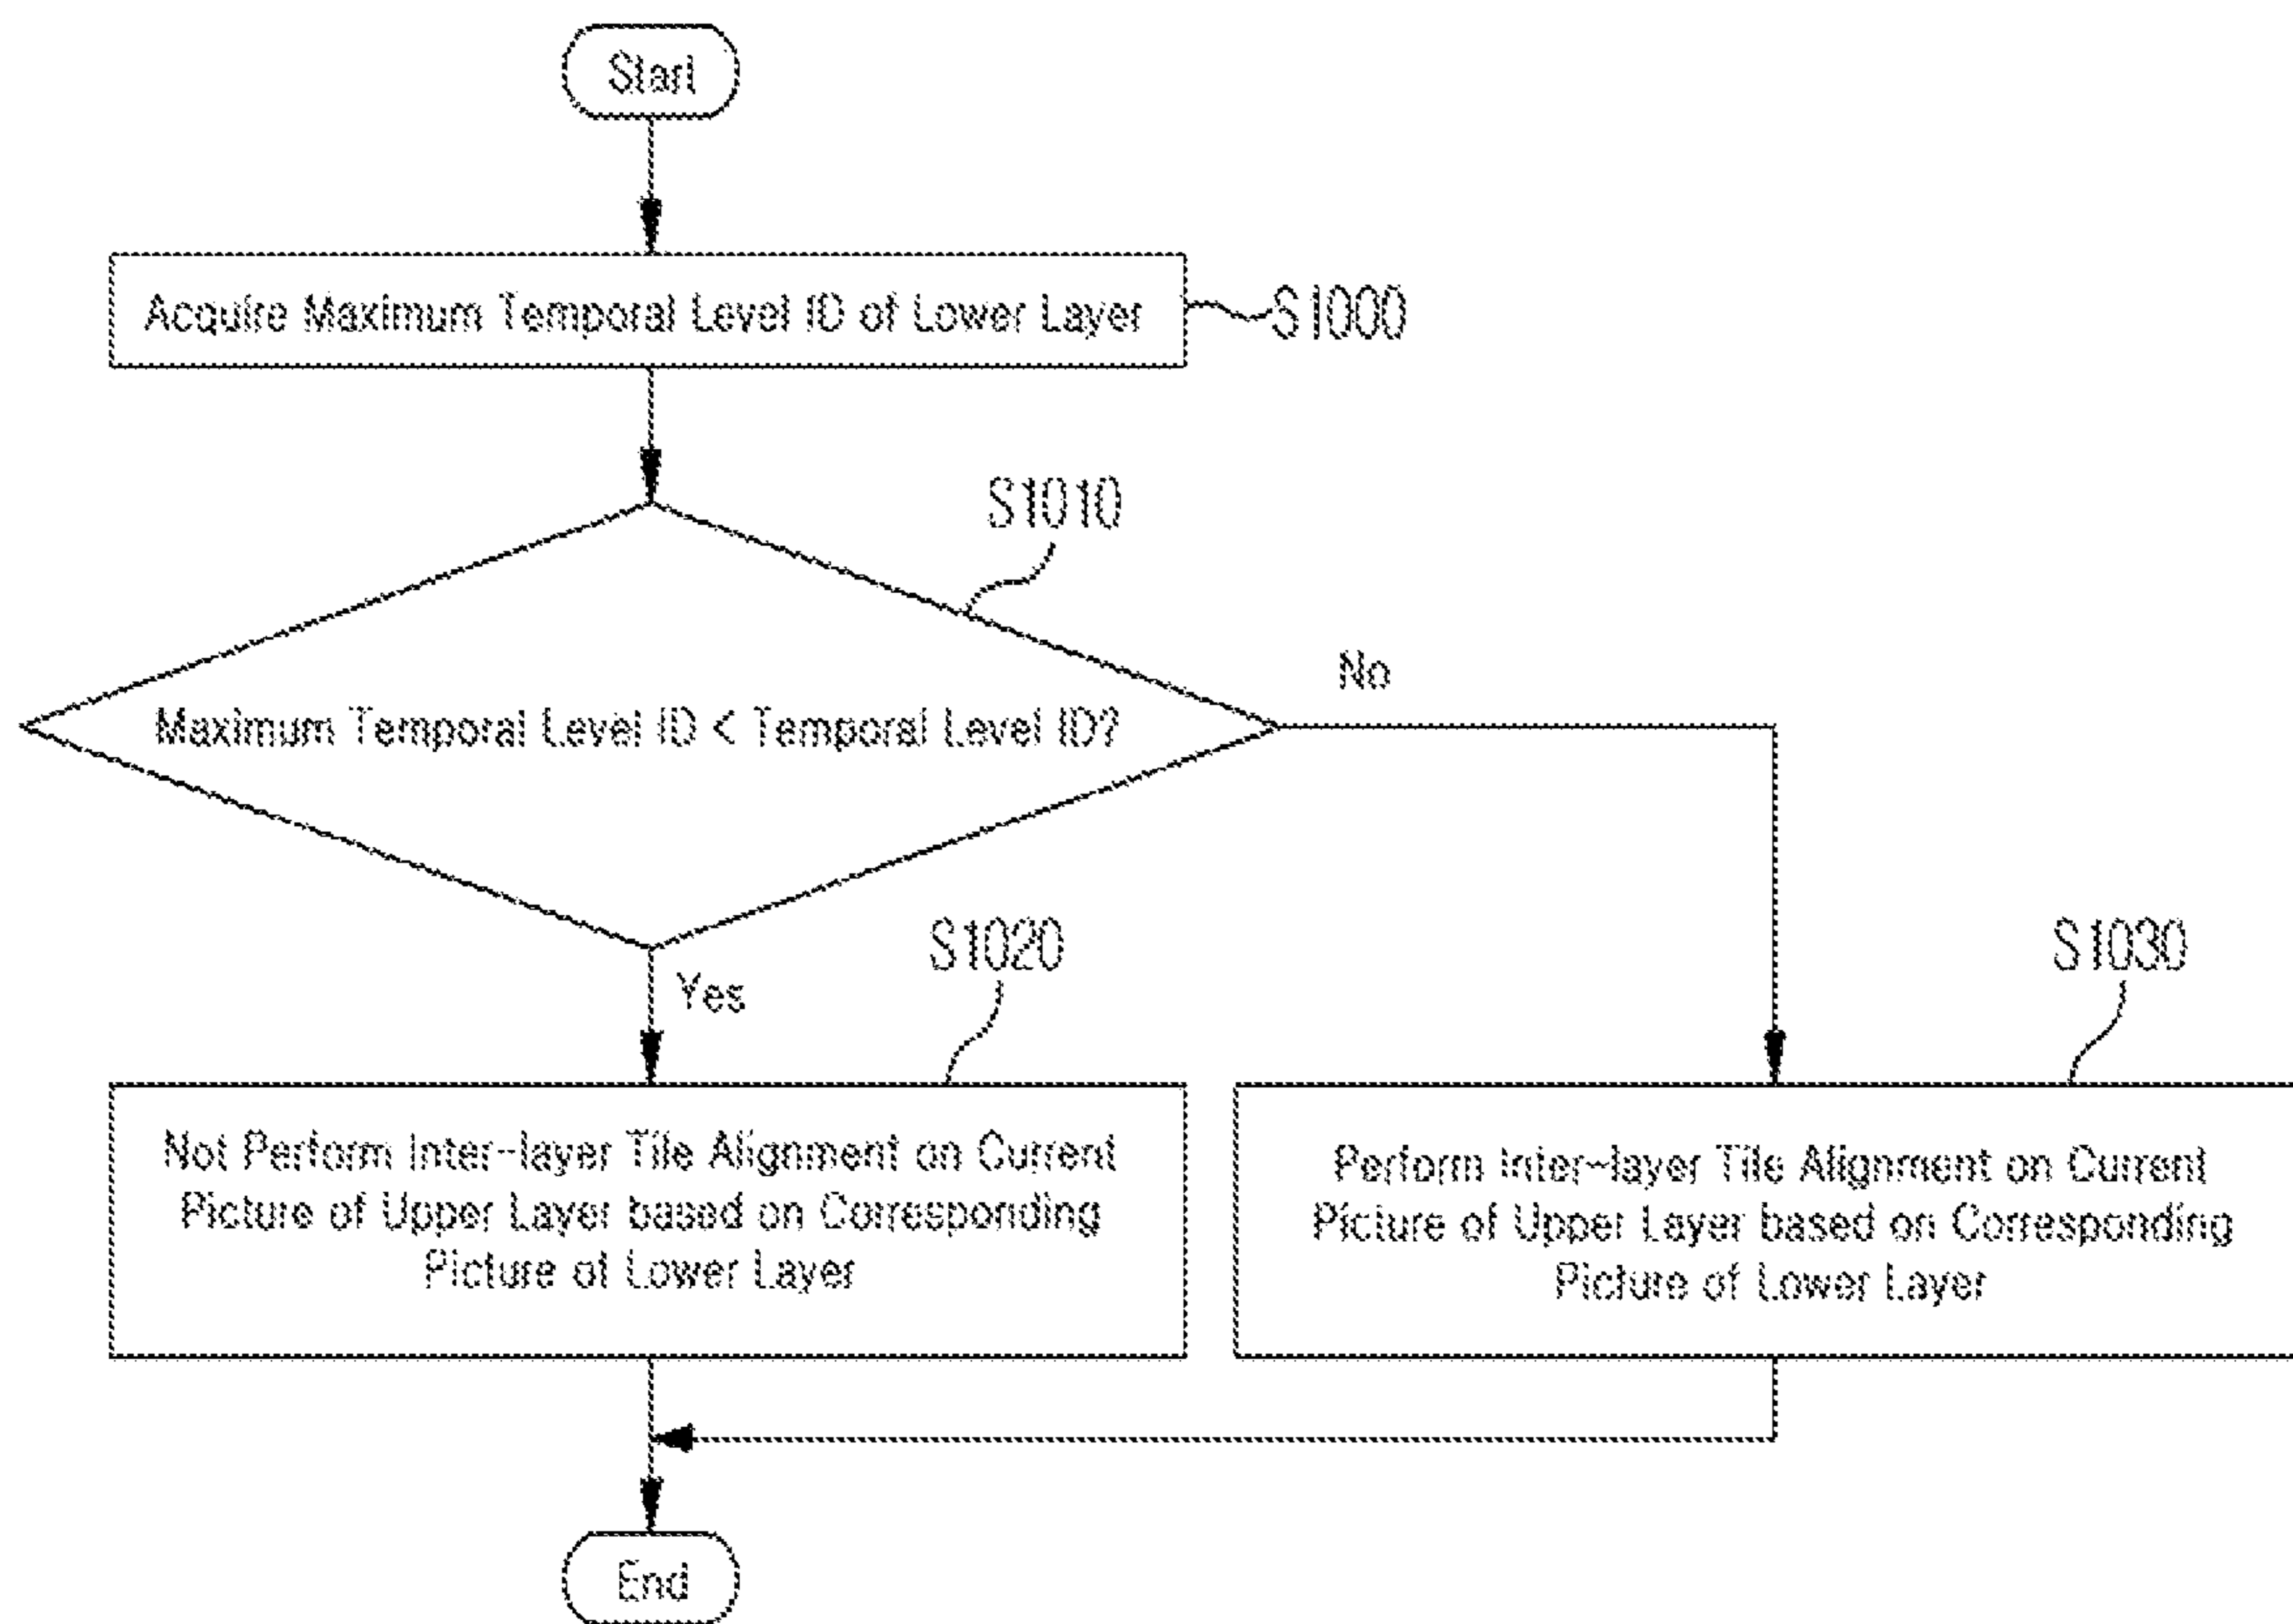 Start
Acquire Maximum Temporal Level ID of Lower Layer
S1000
S1010
Maximum Temporal Level ID < Temporal Level ID?
No
Yes
S1020
S1030
Not Perform Inter-layer Tile Alignment on Current
Picture of Upper Layer based on Corresponding
Picture of Lower Layer
Perform Inter-layer Tile Alignment on Current
Picture of Upper Layer based on Corresponding
Picture of Lower Layer
End